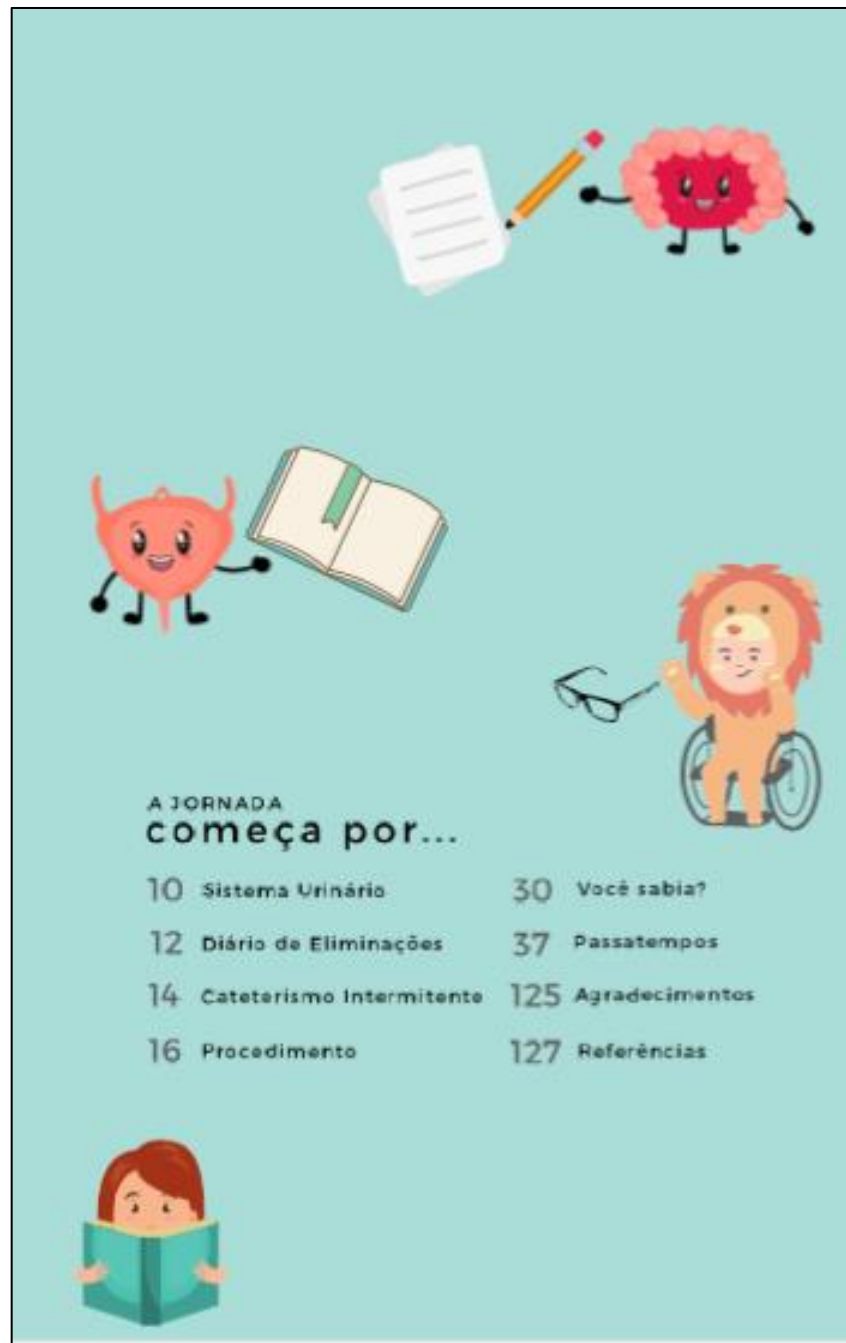 A JORNADA
começa por...
10 Sistema Urinário
12 Diário de Eliminações
14 Cateterismo Intermitente
16 Procedimento
30 Você sabia?
37 Passatempos
125 Agradecimentos
127 Referências